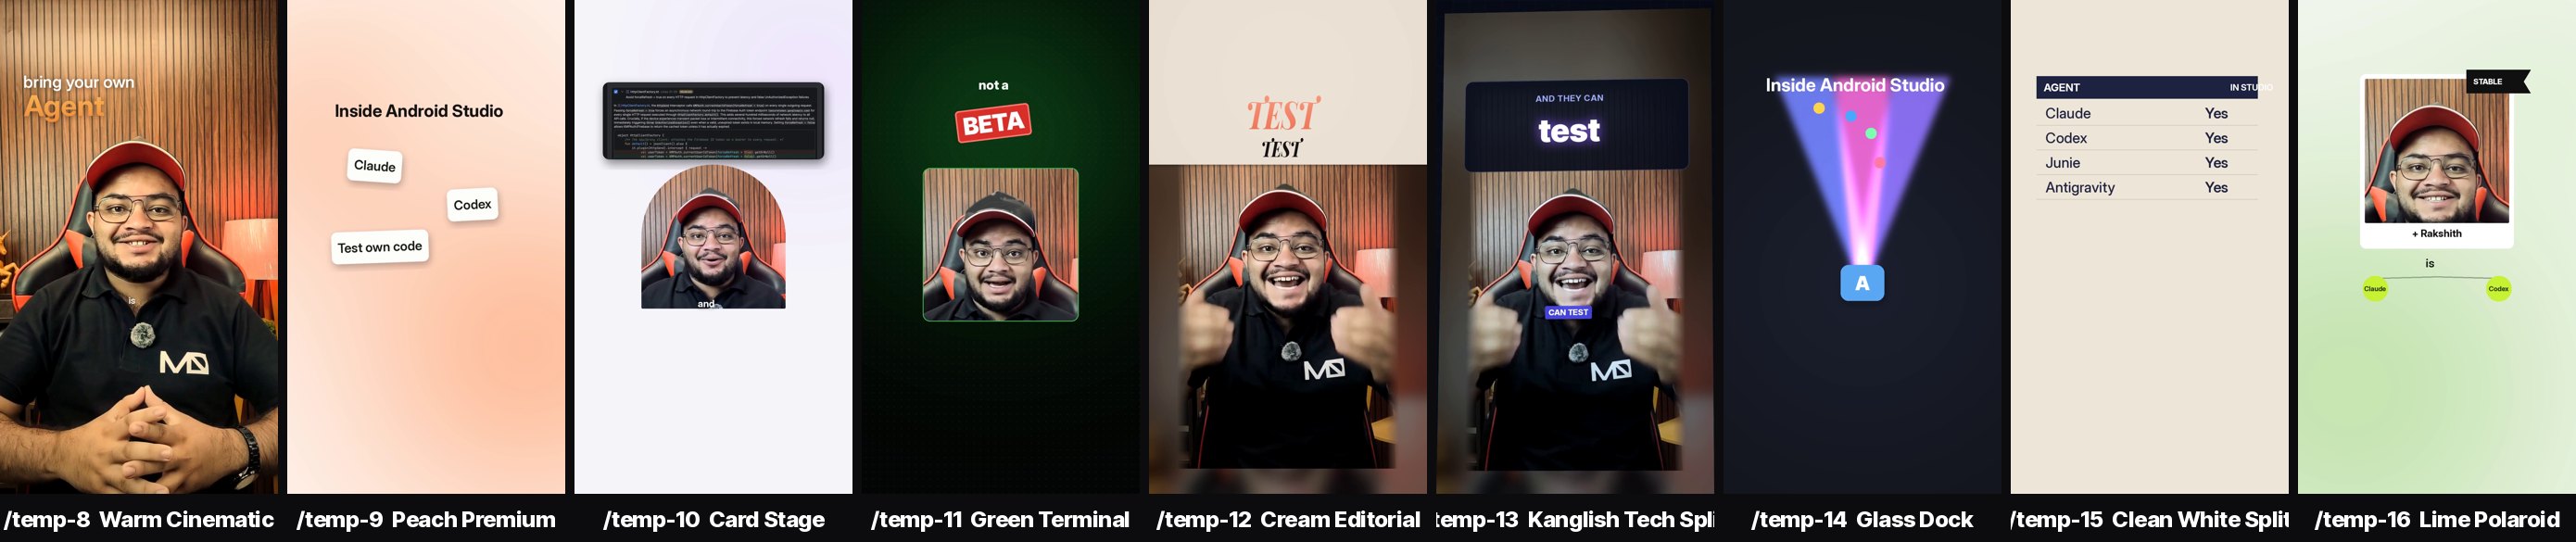 bring your own
Agent
is
/temp-8 Warm Cinematic
Inside Android Studio
Claude
Codex
Test own code
/temp-9 Peach Premium
and
/temp-10 Card Stage
not a
BETA
/temp-11 Green Terminal
TEST
TEST
/temp-12 Cream Editorial
AND THEY CAN
test
CAN TEST
temp-13 Kanglish Tech Spli
Inside Android Studio
A
/temp-14 Glass Dock
AGENT IN STUDIO
Claude Yes
Codex Yes
Junie Yes
Antigravity Yes
/temp-15 Clean White Split
STABLE
+ Rakshith
is
Claude Codex
/temp-16 Lime Polaroid